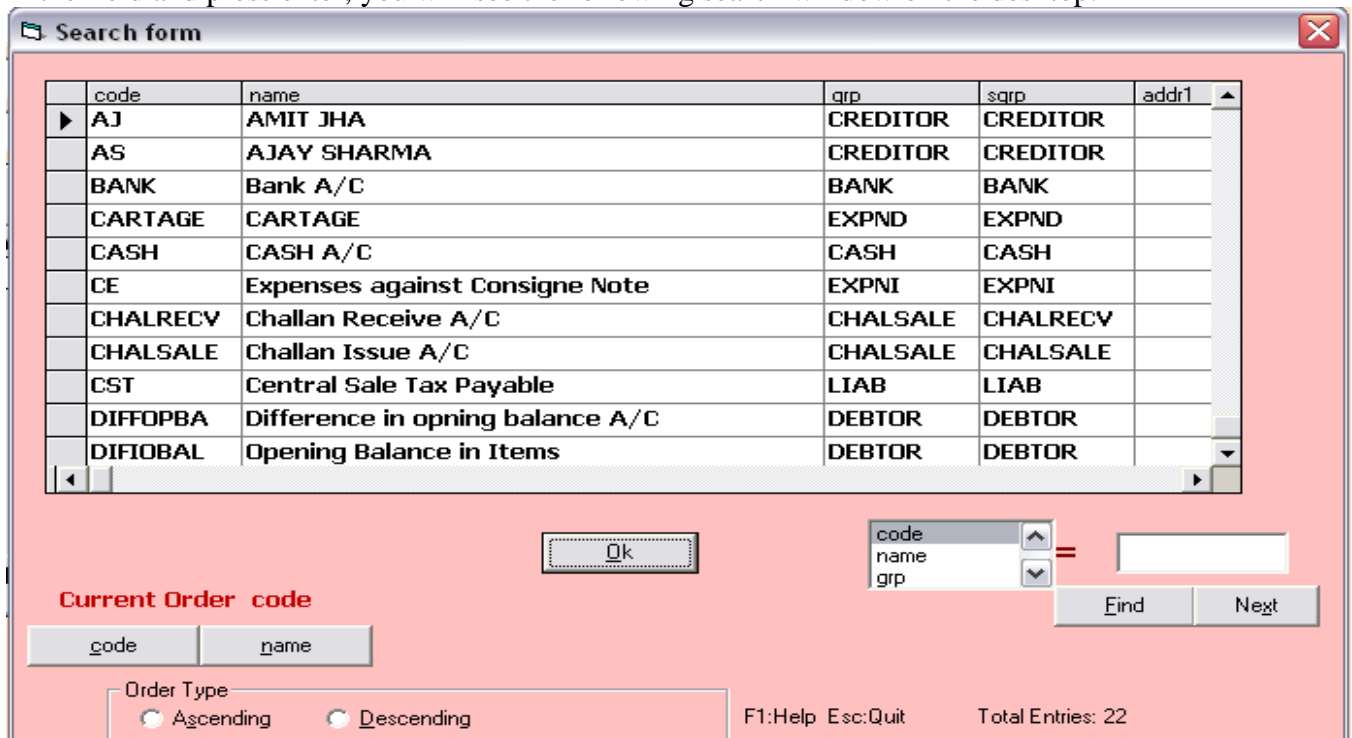 Search form
code name grp sgrp addr1
AJ AMIT JHA CREDITOR CREDITOR
AS AJAY SHARMA CREDITOR CREDITOR
BANK Bank A/C BANK BANK
CARTAGE CARTAGE EXPND EXPND
CASH CASH A/C CASH CASH
CE Expenses against Consigne Note EXPNI EXPNI
CHALRECV Challan Receive A/C CHALSALE CHALRECV
CHALSALE Challan Issue A/C CHALSALE CHALSALE
CST Central Sale Tax Payable LIAB LIAB
DIFFOPBA Difference in opning balance A/C DEBTOR DEBTOR
DIFIOBAL Opening Balance in Items DEBTOR DEBTOR
code
Ok name =
grp
Current Order code
Find Next
code name
Order Type
Ascending Descending F1:Help Esc:Quit Total Entries: 22